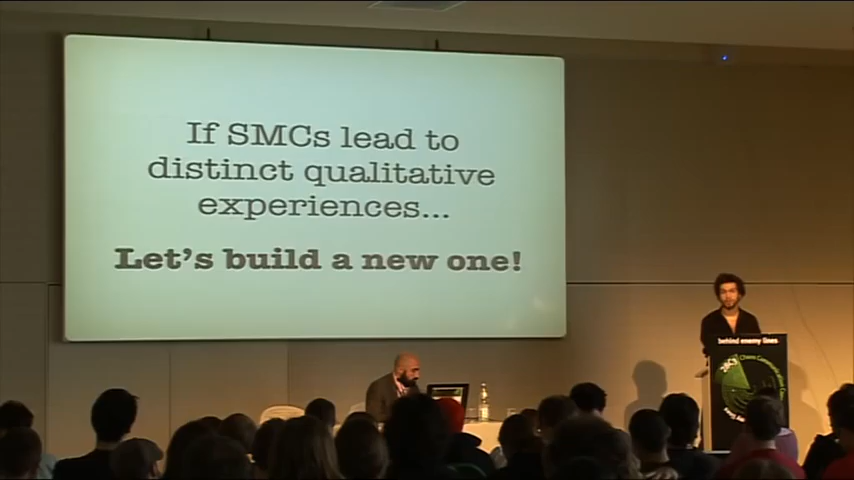 If SMCs lead to
distinct qualitative
experiences...
Let's build a new one!
behind enemy lines